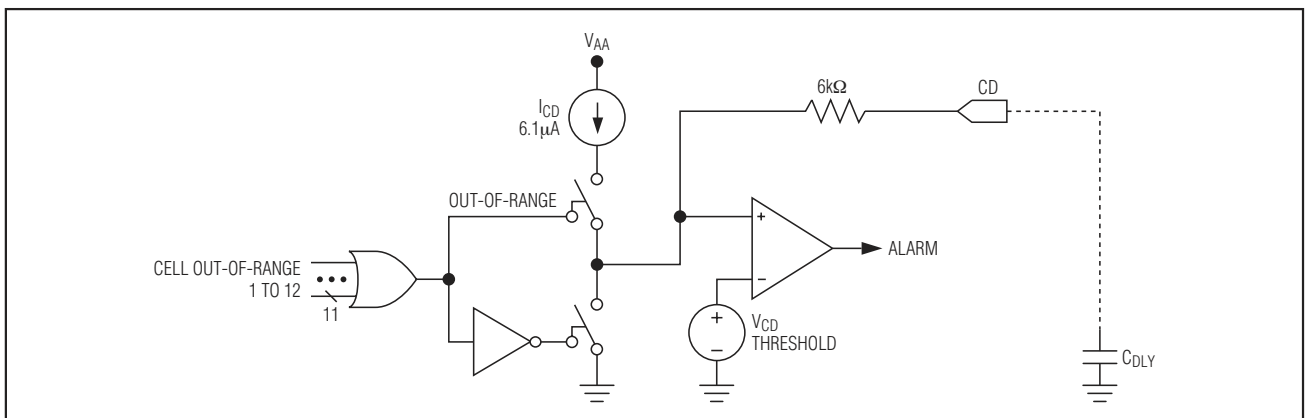 VAA
ICD
6.1μA
6kΩ
CD
OUT-OF-RANGE
CELL OUT-OF-RANGE
1 TO 12
11
+
−
ALARM
+
−
VCD
THRESHOLD
CDLY